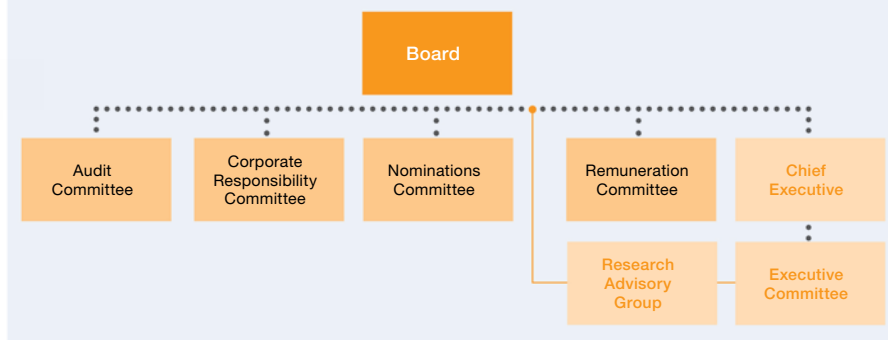 Board
Audit
Committee
Corporate
Responsibility
Committee
Nominations
Committee
Remuneration
Committee
Chief
Executive
Research
Advisory
Group
Executive
Committee